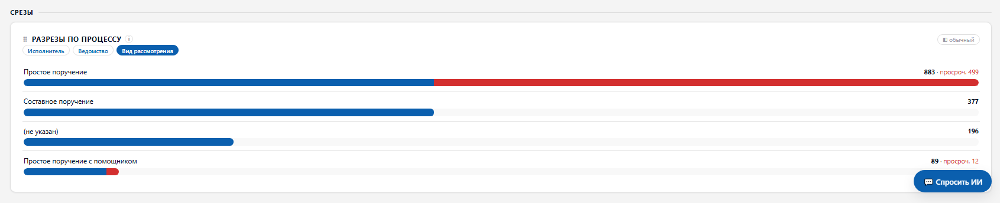 СРЕЗЫ
РАЗРЕЗЫ ПО ПРОЦЕССУ i
обычный
Исполнитель Ведомство Вид рассмотрения
Простое поручение 883 · просроч. 499
Составное поручение 377
(не указан) 196
Простое поручение с помощником 89 · просроч. 12
Спросить ИИ